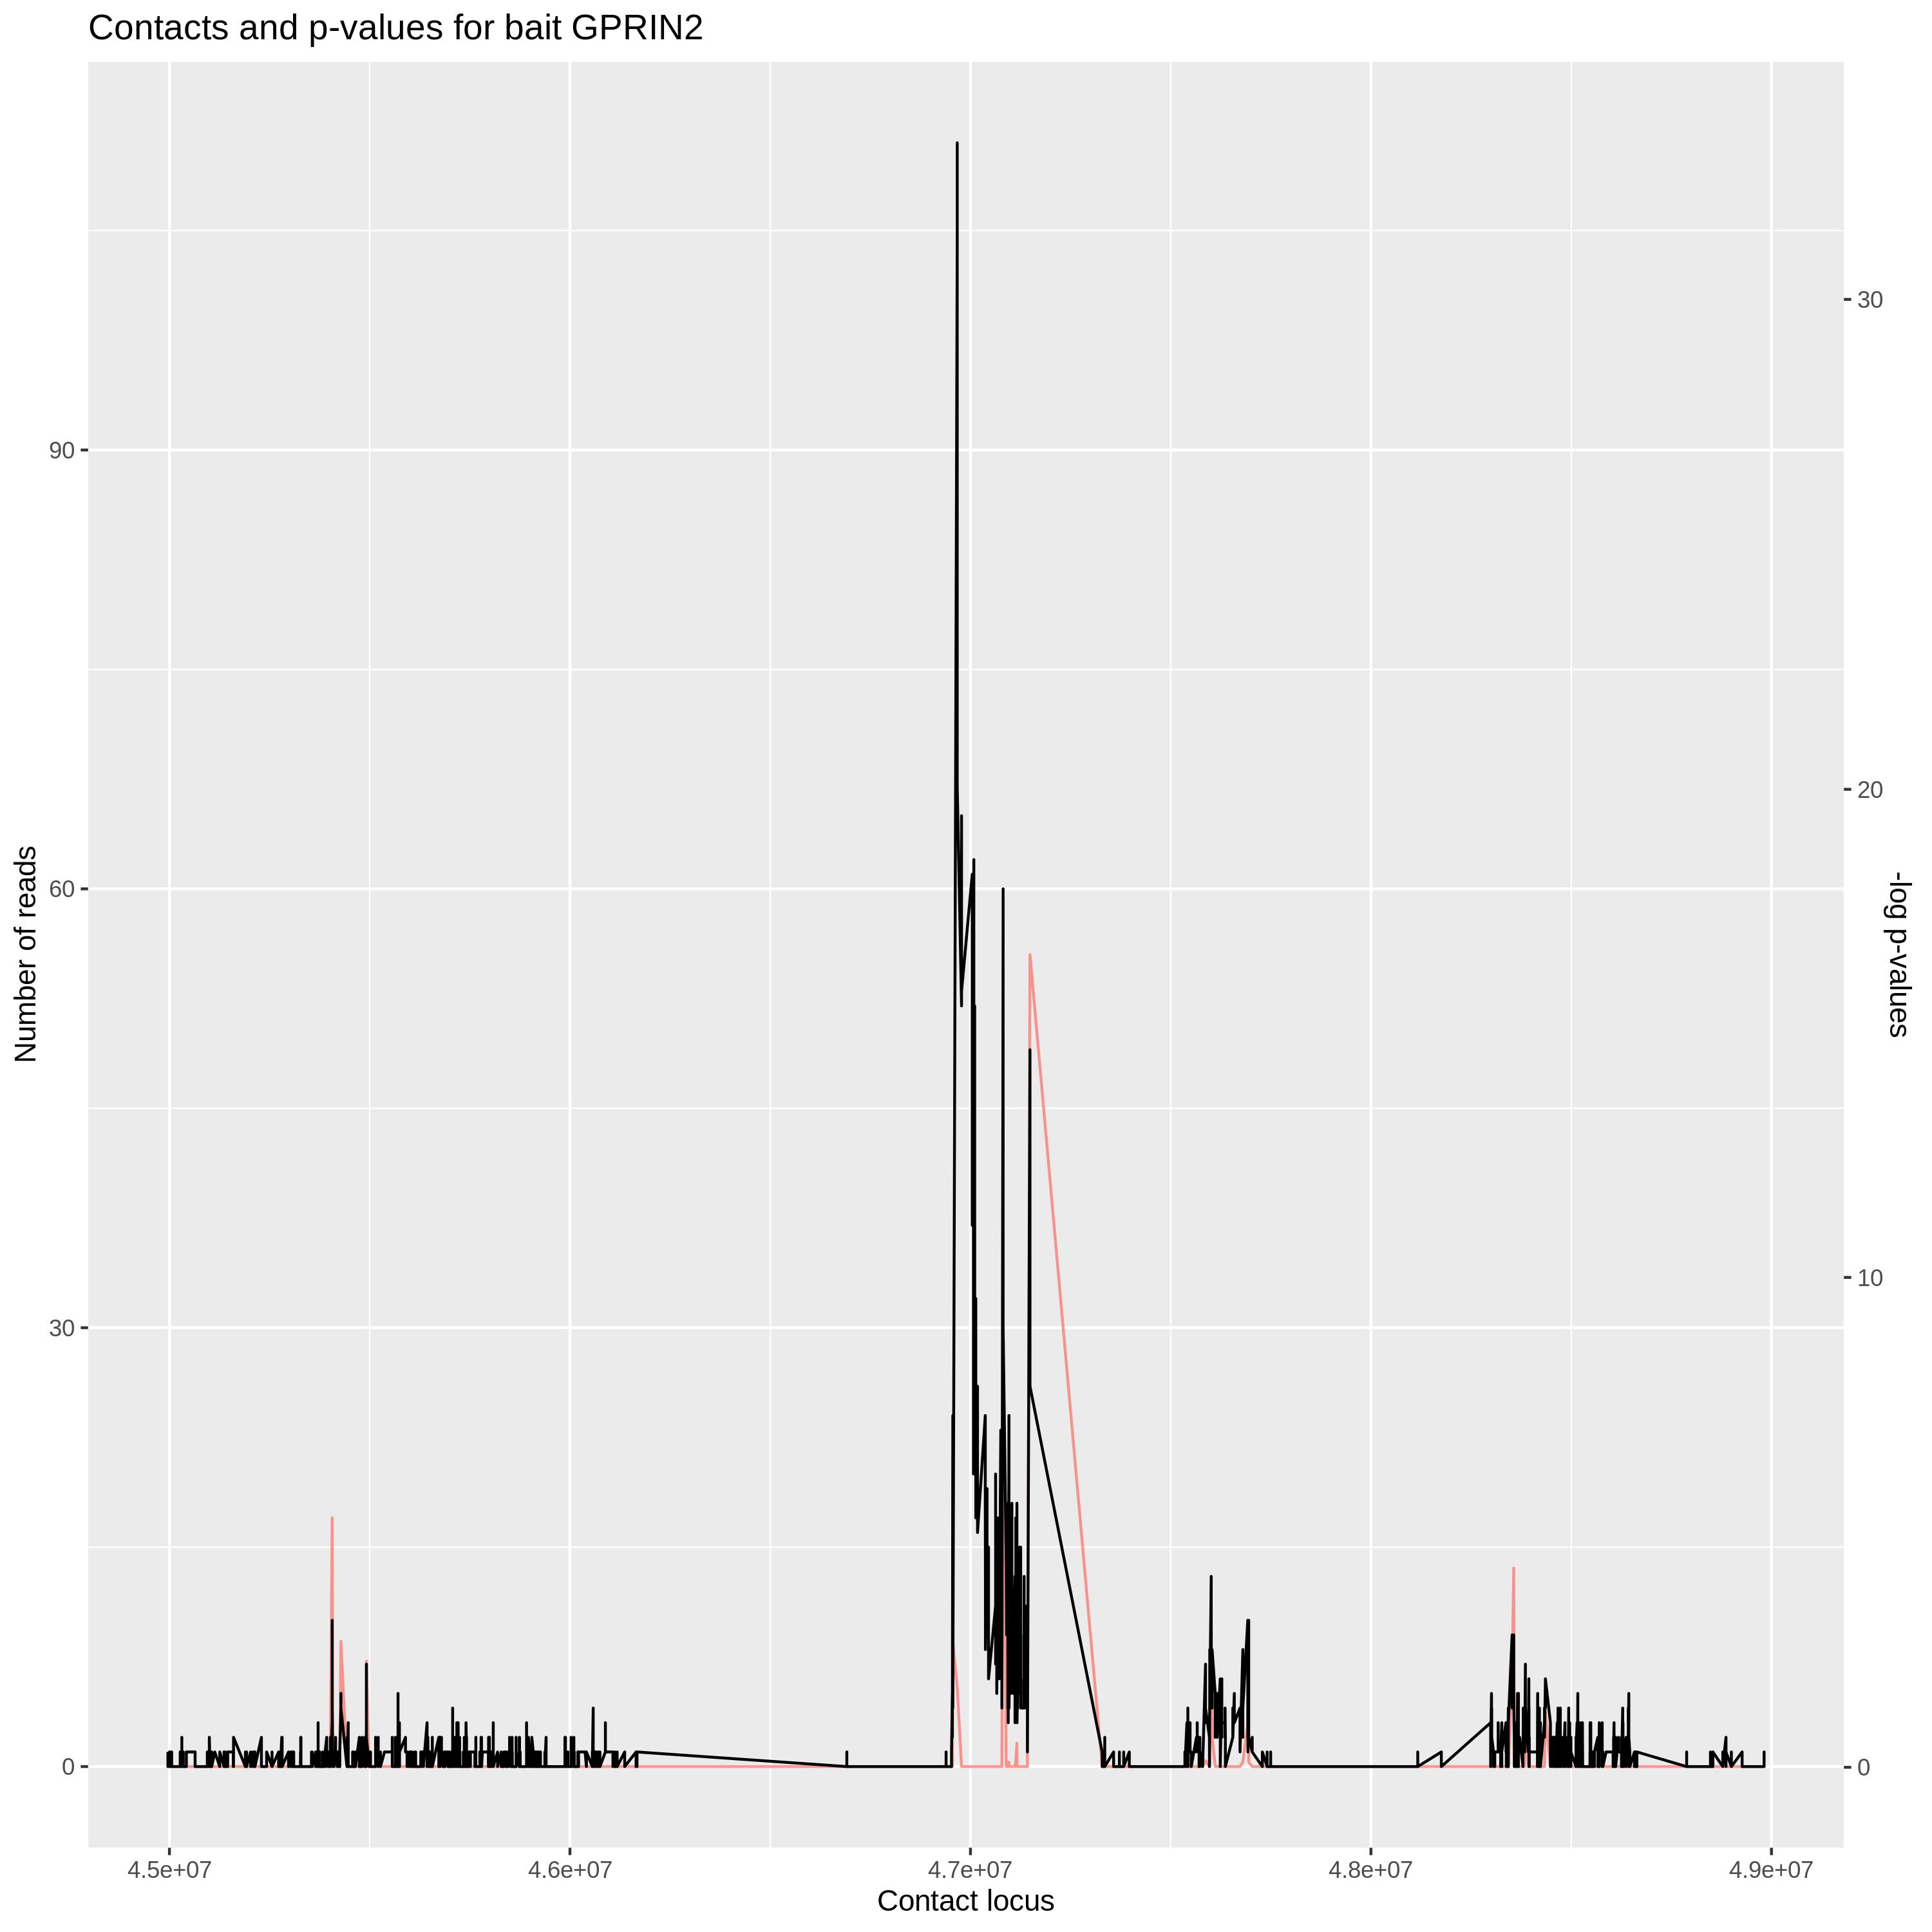 Contacts and p-values for bait GPRIN2
Number of reads
90
60
30
0
30
20
10
0
-log p-values
4.5e+07 4.6e+07 4.7e+07 4.8e+07 4.9e+07
Contact locus